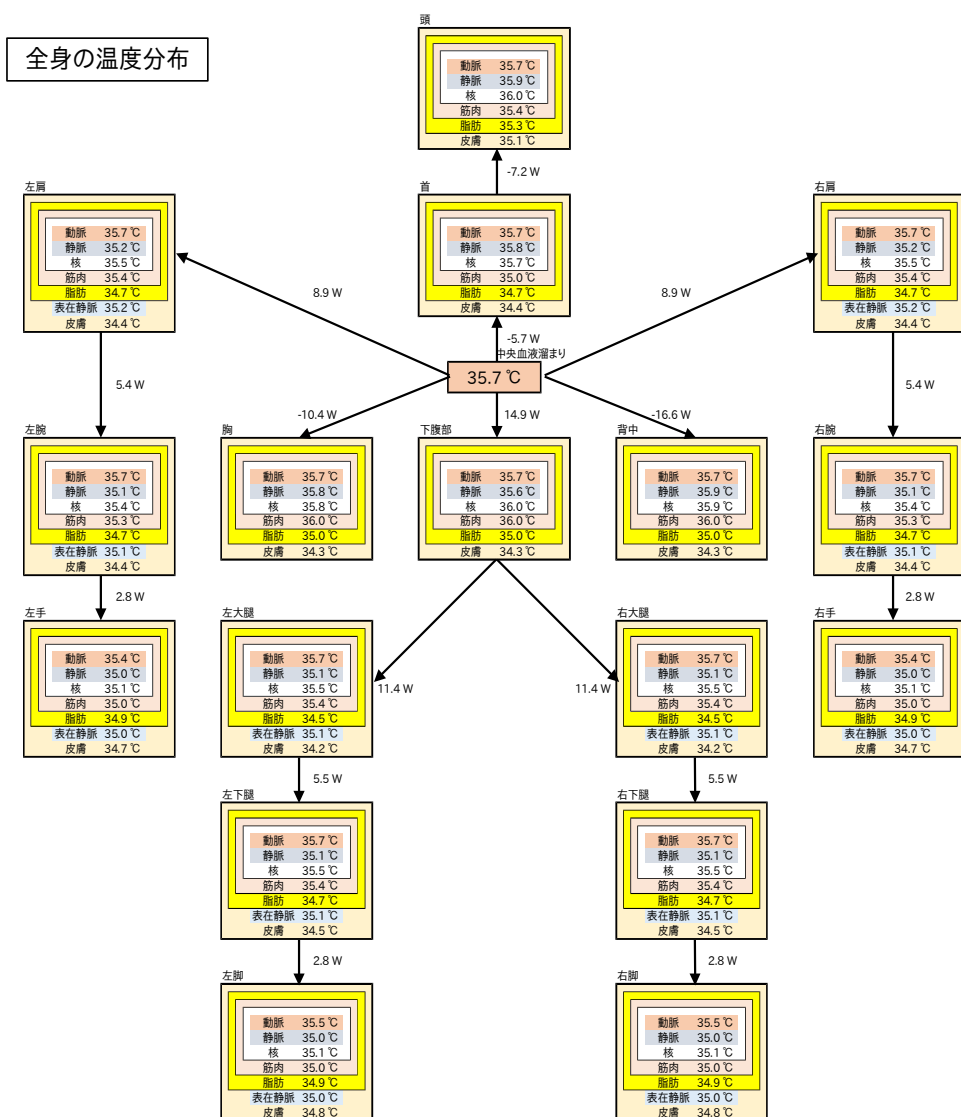 全身の温度分布
頭
動脈 35.7 ℃
静脈 35.9 ℃
核 36.0 ℃
筋肉 35.4 ℃
脂肪 35.3 ℃
皮膚 35.1 ℃
-7.2 W
左肩
動脈 35.7 ℃
静脈 35.2 ℃
核 35.5 ℃
筋肉 35.4 ℃
脂肪 34.7 ℃
表在静脈 35.2 ℃
皮膚 34.4 ℃
首
動脈 35.7 ℃
静脈 35.8 ℃
核 35.7 ℃
筋肉 35.0 ℃
脂肪 34.7 ℃
皮膚 34.4 ℃
右肩
動脈 35.7 ℃
静脈 35.2 ℃
核 35.5 ℃
筋肉 35.4 ℃
脂肪 34.7 ℃
表在静脈 35.2 ℃
皮膚 34.4 ℃
8.9 W
8.9 W
-5.7 W
中央血液溜まり
35.7 ℃
5.4 W
5.4 W
-10.4 W
14.9 W
-16.6 W
左腕
動脈 35.7 ℃
静脈 35.1 ℃
核 35.4 ℃
筋肉 35.3 ℃
脂肪 34.7 ℃
表在静脈 35.1 ℃
皮膚 34.4 ℃
胸
動脈 35.7 ℃
静脈 35.8 ℃
核 35.8 ℃
筋肉 36.0 ℃
脂肪 35.0 ℃
皮膚 34.3 ℃
下腹部
動脈 35.7 ℃
静脈 35.6 ℃
核 36.0 ℃
筋肉 36.0 ℃
脂肪 35.0 ℃
皮膚 34.3 ℃
背中
動脈 35.7 ℃
静脈 35.9 ℃
核 35.9 ℃
筋肉 36.0 ℃
脂肪 35.0 ℃
皮膚 34.3 ℃
右腕
動脈 35.7 ℃
静脈 35.1 ℃
核 35.4 ℃
筋肉 35.3 ℃
脂肪 34.7 ℃
表在静脈 35.1 ℃
皮膚 34.4 ℃
2.8 W
2.8 W
左手
動脈 35.4 ℃
静脈 35.0 ℃
核 35.1 ℃
筋肉 35.0 ℃
脂肪 34.9 ℃
表在静脈 35.0 ℃
皮膚 34.7 ℃
左大腿
動脈 35.7 ℃
静脈 35.1 ℃
核 35.5 ℃
筋肉 35.4 ℃
脂肪 34.5 ℃
表在静脈 35.1 ℃
皮膚 34.2 ℃
11.4 W
11.4 W
右大腿
動脈 35.7 ℃
静脈 35.1 ℃
核 35.5 ℃
筋肉 35.4 ℃
脂肪 34.5 ℃
表在静脈 35.1 ℃
皮膚 34.2 ℃
右手
動脈 35.4 ℃
静脈 35.0 ℃
核 35.1 ℃
筋肉 35.0 ℃
脂肪 34.9 ℃
表在静脈 35.0 ℃
皮膚 34.7 ℃
5.5 W
5.5 W
左下腿
動脈 35.7 ℃
静脈 35.1 ℃
核 35.5 ℃
筋肉 35.4 ℃
脂肪 34.7 ℃
表在静脈 35.1 ℃
皮膚 34.5 ℃
右下腿
動脈 35.7 ℃
静脈 35.1 ℃
核 35.5 ℃
筋肉 35.4 ℃
脂肪 34.7 ℃
表在静脈 35.1 ℃
皮膚 34.5 ℃
2.8 W
2.8 W
左脚
動脈 35.5 ℃
静脈 35.0 ℃
核 35.1 ℃
筋肉 35.0 ℃
脂肪 34.9 ℃
表在静脈 35.0 ℃
皮膚 34.8 ℃
右脚
動脈 35.5 ℃
静脈 35.0 ℃
核 35.1 ℃
筋肉 35.0 ℃
脂肪 34.9 ℃
表在静脈 35.0 ℃
皮膚 34.8 ℃